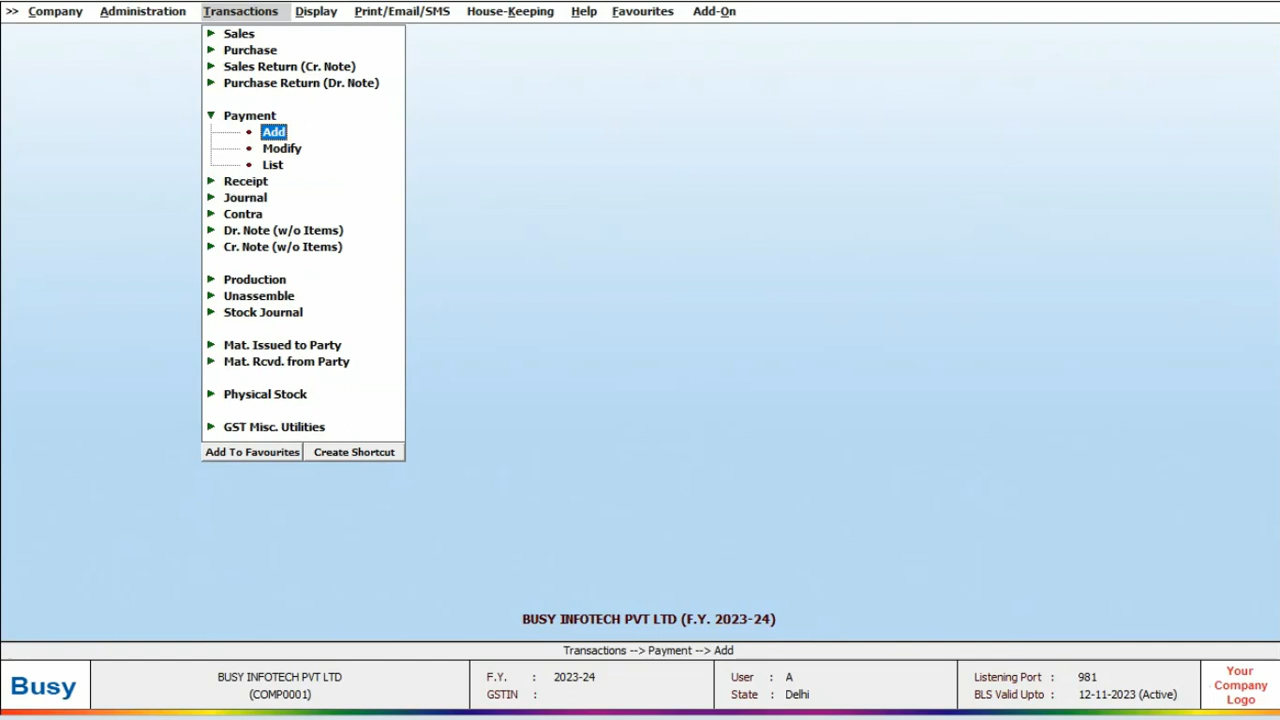 >> Company Administration Transactions Display Print/Email/SMS House-Keeping Help Favourites Add-On
Sales
Purchase
Sales Return (Cr. Note)
Purchase Return (Dr. Note)
Payment
Add
Modify
List
Receipt
Journal
Contra
Dr. Note (w/o Items)
Cr. Note (w/o Items)
Production
Unassemble
Stock Journal
Mat. Issued to Party
Mat. Rcvd. from Party
Physical Stock
GST Misc. Utilities
Add To Favourites Create Shortcut
BUSY INFOTECH PVT LTD (F.Y. 2023-24)
Transactions --> Payment --> Add
Busy
BUSY INFOTECH PVT LTD
(COMP0001)
F.Y. : 2023-24
GSTIN :
User : A
State : Delhi
Listening Port : 981
BLS Valid Upto : 12-11-2023 (Active)
Your
Company
Logo